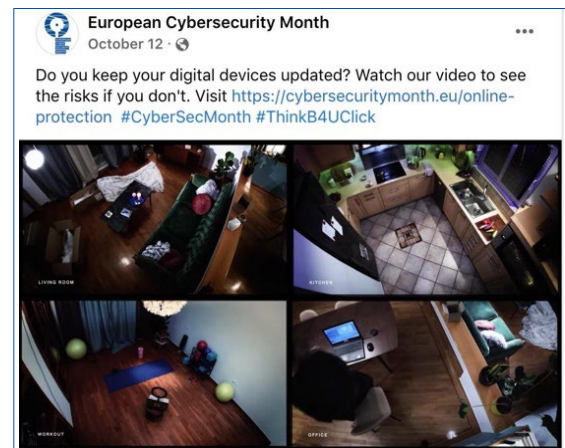 European Cybersecurity Month
October 12 ·
Do you keep your digital devices updated? Watch our video to see
the risks if you don't. Visit https://cybersecuritymonth.eu/online-
protection #CyberSecMonth #ThinkB4UClick
LIVING ROOM
KITCHEN
WORKOUT
OFFICE